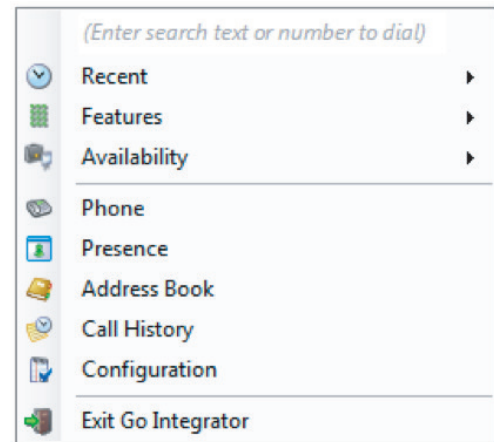 (Enter search text or number to dial)
Recent
Features
Availability
Phone
Presence
Address Book
Call History
Configuration
Exit Go Integrator